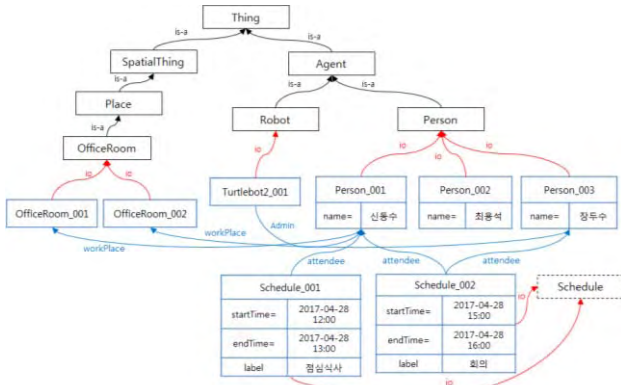 Thing
is-a
is-a
SpatialThing
Agent
is-a
is-a
is-a
Place
Robot
Person
is-a
OfficeRoom
io
io
io
io
io
io
Turtlebot2_001
Person_001
Person_002
Person_003
OfficeRoom_001
OfficeRoom_002
name=
신동수
name=
최용석
name=
장두수
workPlace
workPlace
Admin
attendee
attendee
attendee
Schedule_001
Schedule_002
Schedule
startTime=
2017-04-28
12:00
startTime=
2017-04-28
15:00
io
endTime=
2017-04-28
13:00
endTime=
2017-04-28
16:00
label
점심식사
label
회의
io